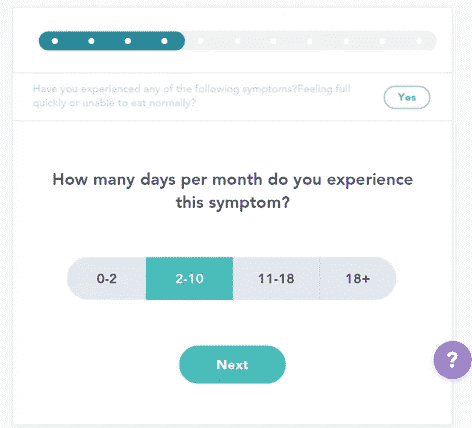 Have you experienced any of the following symptoms?Feeling full
quickly or unable to eat normally?
Yes
How many days per month do you experience
this symptom?
0-2
2-10
11-18
18+
Next
?